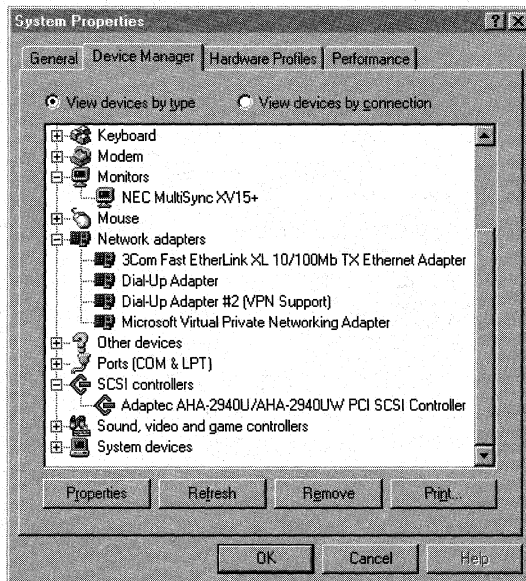 System Properties
General Device Manager Hardware Profiles Performance
View devices by type View devices by connection
Keyboard
Modem
Monitors
NEC MultiSync XV15+
Mouse
Network adapters
3Com Fast EtherLink XL 10/100Mb TX Ethernet Adapter
Dial-Up Adapter
Dial-Up Adapter #2 (VPN Support)
Microsoft Virtual Private Networking Adapter
Other devices
Ports (COM & LPT)
SCSI controllers
Adaptec AHA-2940U/AHA-2940UW PCI SCSI Controller
Sound, video and game controllers
System devices
Properties Refresh Remove Print...
OK Cancel Help